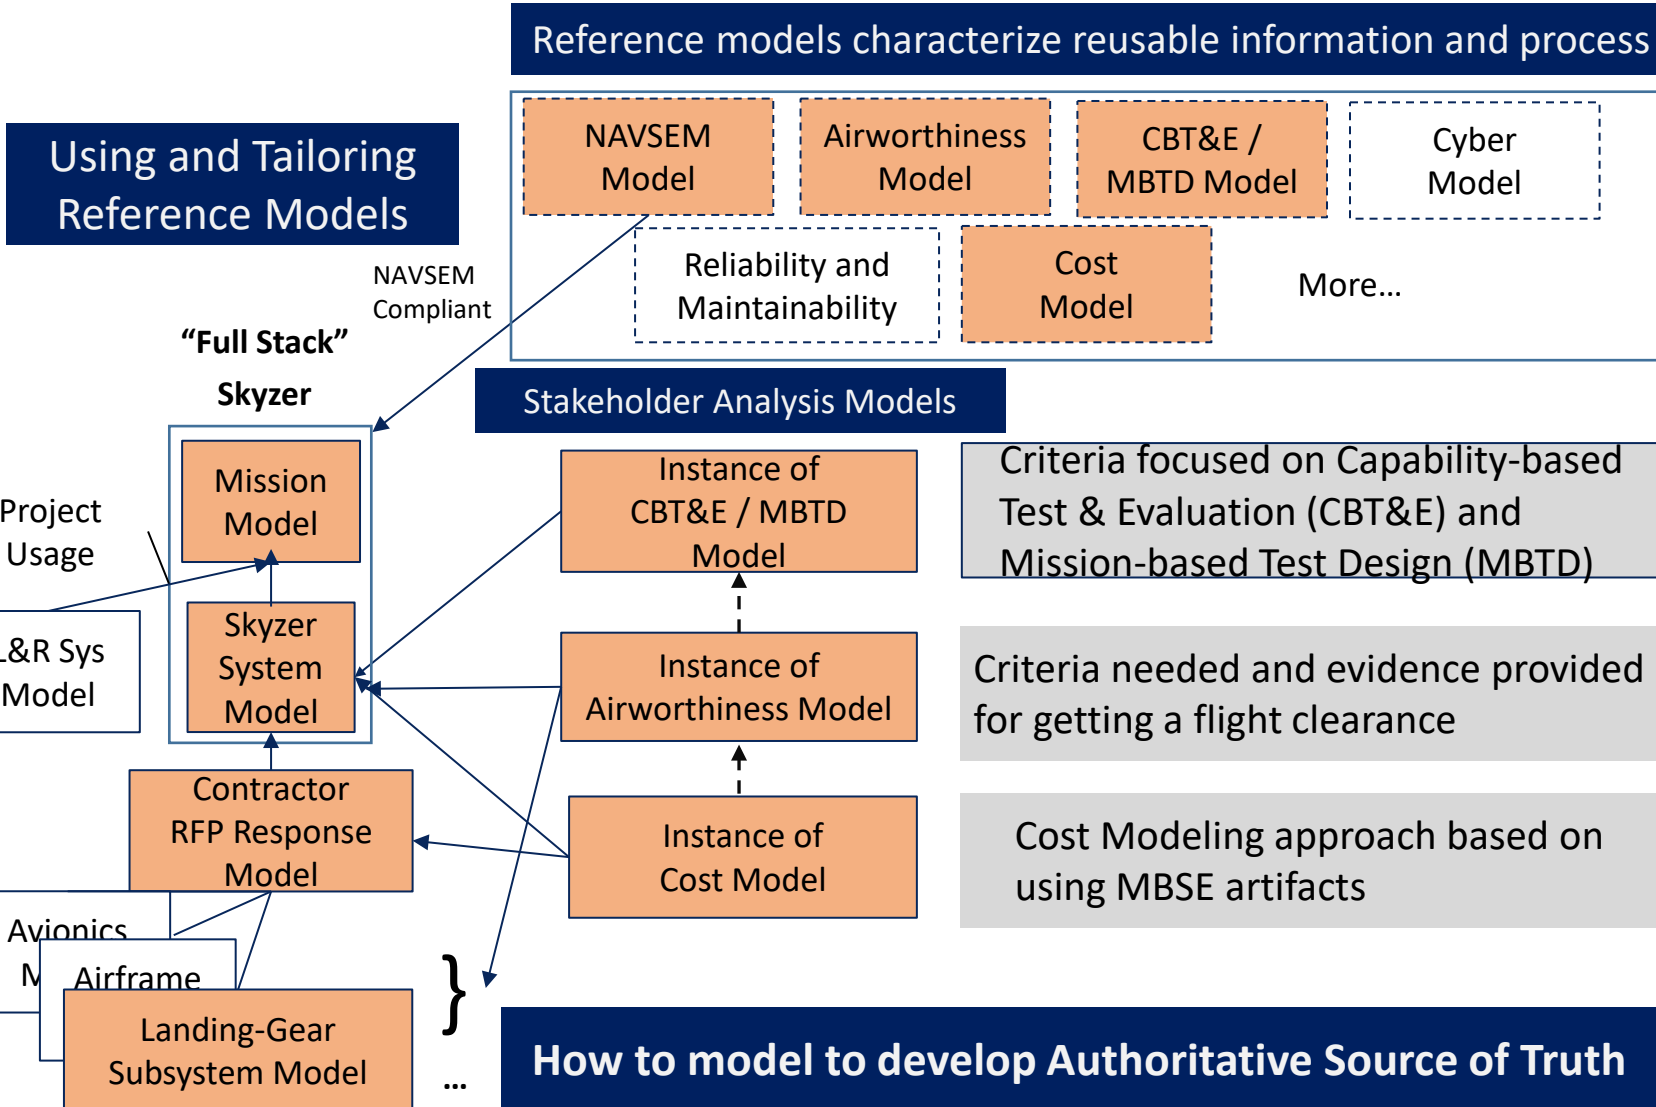 Reference models characterize reusable information and process
Using and Tailoring
Reference Models
NAVSEM
Model
Airworthiness
Model
CBT&E /
MBTD Model
Cyber
Model
Reliability and
Maintainability
Cost
Model
More...
NAVSEM
Compliant
“Full Stack”
Skyzer
Stakeholder Analysis Models
Mission
Model
Project
Usage
Skyzer
System
Model
L&R Sys
Model
Contractor
RFP Response
Model
Avionics
Airframe
Landing-Gear
Subsystem Model
}
...
Instance of
CBT&E / MBTD
Model
Instance of
Airworthiness Model
Instance of
Cost Model
Criteria focused on Capability-based
Test & Evaluation (CBT&E) and
Mission-based Test Design (MBTD)
Criteria needed and evidence provided
for getting a flight clearance
Cost Modeling approach based on
using MBSE artifacts
How to model to develop Authoritative Source of Truth